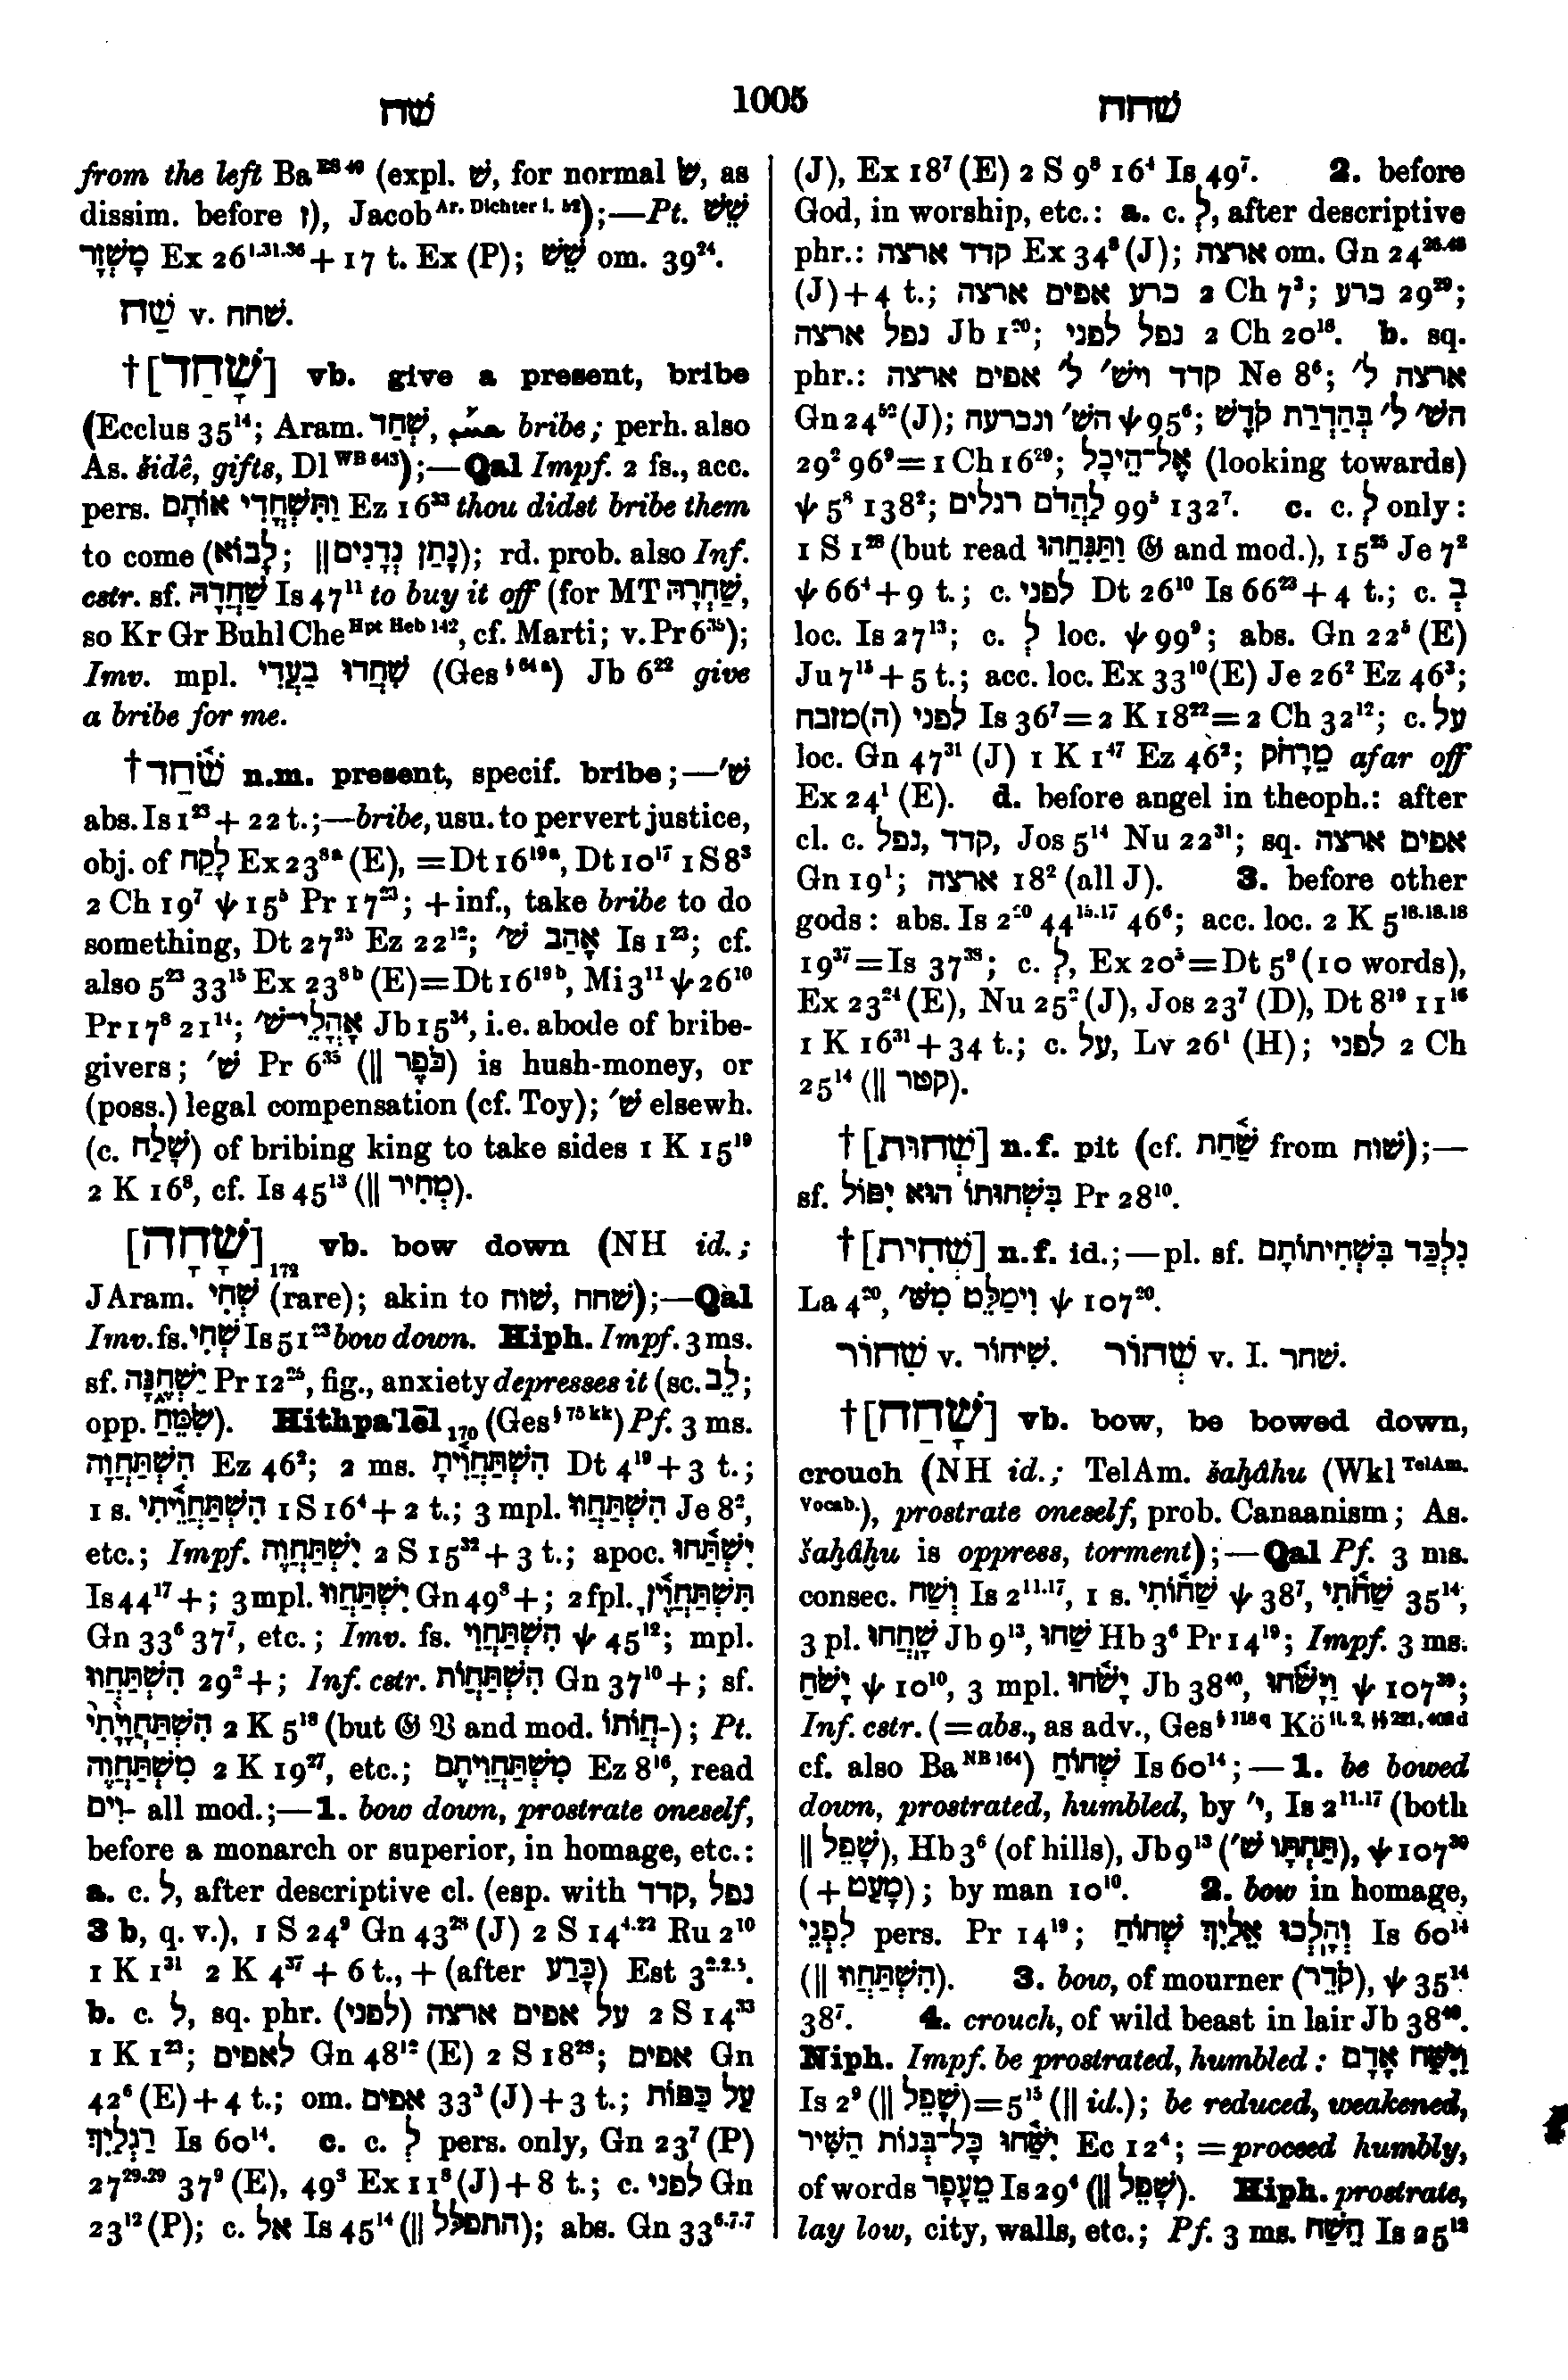 שׁח 1005 שׁחח
from the left Ba ES 49 (expl. שׁ, for normal שׂ, as
dissim. before ז), Jacob Ar. Dichter i. 52);—Pt. שֵׁשׁ
מָשְׁזָר Ex 26 1.31.36 + 17 t. Ex (P); שֵׁשׁ om. 39 24.
שַׁח v. שׁחח.
†[שָׁחַד] vb. give a present, bribe
(Ecclus 35 14; Aram. שְׁחַד, bribe; perh. also
As. šidê, gifts, Dl WB 643);—Qal Impf. 2 fs., acc.
pers. וַתִּשְׁחֳדִי אוֹתָם Ez 16 33 thou didst bribe them
to come (לָבוֹא; ‖נָתַן נְדָנִים); rd. prob. also Inf.
cstr. sf. שַׁחֲדָהּ Is 47 11 to buy it off (for MT שַׁחְרָהּ,
so Kr Gr Buhl Che Hpt Heb 142, cf. Marti; v. Pr 6 35);
Imv. mpl. שִׁחֲדוּ בַעֲדִי (Ges § 64 a) Jb 6 22 give
a bribe for me.
†שֹׁ֫חַד n.m. present, specif. bribe;—שׁ׳
abs. Is 1 23 + 22 t.;—bribe, usu. to pervert justice,
obj. of לָקַח Ex 23 8a (E), =Dt 16 19a, Dt 10 17 1 S 8 3
2 Ch 19 7 ψ 15 5 Pr 17 23; +inf., take bribe to do
something, Dt 27 25 Ez 22 12; אָהַב שׁ׳ Is 1 23; cf.
also 5 23 33 15 Ex 23 8b (E)=Dt 16 19b, Mi 3 11 ψ 26 10
Pr 17 8 21 14; אָהֳלֵי־שׁ׳ Jb 15 34, i.e. abode of bribe-
givers; שׁ׳ Pr 6 35 (‖ כֹּפֶר) is hush-money, or
(poss.) legal compensation (cf. Toy); שׁ׳ elsewh.
(c. שָׁלַח) of bribing king to take sides 1 K 15 19
2 K 16 8, cf. Is 45 13 (‖ מְחִיר).
[שָׁחָה] 172 vb. bow down (NH id.;
JAram. שְׁחִי (rare); akin to שׁוח, שׁחח);—Qal
Imv. fs. שְׁחִי Is 51 23 bow down. Hiph. Impf. 3 ms.
sf. יַשְׁחֶנָּה Pr 12 25, fig., anxiety depresses it (sc. לֵב;
opp. שִׂמַּח). Hithpa'lēl 170 (Ges § 75 kk) Pf. 3 ms.
הִשְׁתַּחֲוָה Ez 46 2; 2 ms. הִשְׁתַּחֲוִ֫יתָ Dt 4 19 + 3 t.;
1 s. הִשְׁתַּחֲוֵ֫יתִי 1 S 16 4 + 2 t.; 3 mpl. הִשְׁתַּחֲווּ Je 8 2,
etc.; Impf. יִשְׁתַּחֲוֶה 2 S 15 32 + 3 t.; apoc. יִשְׁתַּ֫חוּ
Is 44 17 +; 3 mpl. יִשְׁתַּחֲווּ Gn 49 8 +; 2 fpl. תִּשְׁתַּחֲוֶ֫יןָ
Gn 33 6 37 7, etc.; Imv. fs. הִשְׁתַּחֲוִי ψ 45 12; mpl.
הִשְׁתַּחֲווּ 29 2 +; Inf. cstr. הִשְׁתַּחֲוֹת Gn 37 10 +; sf.
הִשְׁתַּחֲוָיָתִי 2 K 5 18 (but 𝔊 𝔙 and mod. ־חֲוֹתוֹ); Pt.
מִשְׁתַּחֲוֶה 2 K 19 27, etc.; מִשְׁתַּחֲוִיתֶם Ez 8 16, read
־וִים all mod.;—1. bow down, prostrate oneself,
before a monarch or superior, in homage, etc.:
a. c. לְ, after descriptive cl. (esp. with קדד, נפל
3 b, q. v.), 1 S 24 9 Gn 43 28 (J) 2 S 14 4.22 Ru 2 10
1 K 1 31 2 K 4 37 + 6 t., + (after כָּרַע) Est 3 2.2.5.
b. c. לְ, sq. phr. (לפני) על אפים ארצה 2 S 14 33
1 K 1 23; לאפים Gn 48 12 (E) 2 S 18 28; אפים Gn
42 6 (E) + 4 t.; om. אפים 33 3 (J) + 3 t.; עַל כַּפּוֹת
רַגְלַיִךְ Is 60 14. c. c. לְ pers. only, Gn 23 7 (P)
27 29.29 37 9 (E), 49 8 Ex 11 8 (J) + 8 t.; c. לפני Gn
23 12 (P); c. אל Is 45 14 (‖ התפלל); abs. Gn 33 6.7.7
(J), Ex 18 7 (E) 2 S 9 8 16 4 Is 49 7. 2. before
God, in worship, etc.: a. c. לְ, after descriptive
phr.: קדד ארצה Ex 34 8 (J); ארצה om. Gn 24 26.48
(J) + 4 t.; כרע אפים ארצה 2 Ch 7 3; כרע 29 29;
נפל ארצה Jb 1 20; נפל לפני 2 Ch 20 18. b. sq.
phr.: קדד ויש׳ ל׳ אפים ארצה Ne 8 6; ארצה ל׳
Gn 24 52 (J); הש׳ ונכרעה ψ 95 6; הש׳ ל׳ בְּהַדְרַת קֹדֶשׁ
29 2 96 9 = 1 Ch 16 29; אֶל־הֵיכָל (looking towards)
ψ 5 8 138 2; לַהֲדֹם רגלים 99 5 132 7. c. c. לְ only:
1 S 1 28 (but read וַתַּנִּחֵהוּ 𝔊 and mod.), 15 25 Je 7 2
ψ 66 4 + 9 t.; c. לפני Dt 26 10 Is 66 23 + 4 t.; c. בְּ
loc. Is 27 13; c. לְ loc. ψ 99 9; abs. Gn 22 5 (E)
Ju 7 15 + 5 t.; acc. loc. Ex 33 10 (E) Je 26 2 Ez 46 3;
לפני (ה)מזבח Is 36 7 = 2 K 18 22 = 2 Ch 32 12; c. על
loc. Gn 47 31 (J) 1 K 1 47 Ez 46 2; מֵרָחֹק afar off
Ex 24 1 (E). d. before angel in theoph.: after
cl. c. קדד, נפל, Jos 5 14 Nu 22 31; sq. אפים ארצה
Gn 19 1; ארצה 18 2 (all J). 3. before other
gods: abs. Is 2 20 44 15.17 46 6; acc. loc. 2 K 5 18.18.18
19 37 = Is 37 38; c. לְ, Ex 20 5 = Dt 5 9 (10 words),
Ex 23 24 (E), Nu 25 2 (J), Jos 23 7 (D), Dt 8 19 11 16
1 K 16 31 + 34 t.; c. על, Lv 26 1 (H); לפני 2 Ch
25 14 (‖ קטר).
†[שְׁחוּת] n.f. pit (cf. שַׁ֫חַת from שׁוח);—
sf. בִּשְׁחוּתוֹ הוּא יִפּוֹל Pr 28 10.
†[שְׁחִית] n.f. id.;—pl. sf. נִלְכַּד בִּשְׁחִיתוֹתָם
La 4 20, וִימַלֵּט מִשּׁ׳ ψ 107 20.
שָׁחוֹר v. שִׁיחוֹר. שְׁחוֹר v. I. שׁחר.
†[שָׁחַח] vb. bow, be bowed down,
crouch (NH id.; TelAm. šaḫâḫu (Wkl TelAm.
Vocab.), prostrate oneself, prob. Canaanism; As.
šaḫâḫu is oppress, torment);—Qal Pf. 3 ms.
consec. וְשַׁח Is 2 11.17, 1 s. שַׁחוֹ֫תִי ψ 38 7, שַׁחֹ֫תִי 35 14,
3 pl. שָׁחֲחוּ Jb 9 13, שַׁחוּ Hb 3 6 Pr 14 19; Impf. 3 ms.
יָשֹׁחַ ψ 10 10, 3 mpl. יָשֹׁ֫חוּ Jb 38 40, וַיָּשֹׁ֫חוּ ψ 107 39;
Inf. cstr. (=abs., as adv., Ges § 118 q Kö ii. 2, §§ 221, 402 d
cf. also Ba NB 164) שְׁחוֹחַ Is 60 14;—1. be bowed
down, prostrated, humbled, by י׳, Is 2 11.17 (both
‖ שָׁפֵל), Hb 3 6 (of hills), Jb 9 13 (תַּחְתָּו שׁ׳), ψ 107 39
(+מָעַט); by man 10 10. 2. bow in homage,
לִפְנֵי pers. Pr 14 19; וְהָלְכוּ אֵלַיִךְ שְׁחוֹחַ Is 60 14
(‖ הִשְׁתַּחֲווּ). 3. bow, of mourner (קֹדֵר), ψ 35 14
38 7. 4. crouch, of wild beast in lair Jb 38 40.
Niph. Impf. be prostrated, humbled: וַיִּשַּׁח אָדָם
Is 2 9 (‖ שָׁפֵל)=5 15 (‖ id.); be reduced, weakened,
יִשַּׁ֫חוּ כָּל־בְּנוֹת הַשִּׁיר Ec 12 4; =proceed humbly,
of words מֵעָפָר Is 29 4 (‖ שָׁפֵל). Hiph. prostrate,
lay low, city, walls, etc.; Pf. 3 ms. הֵשַׁח Is 25 12